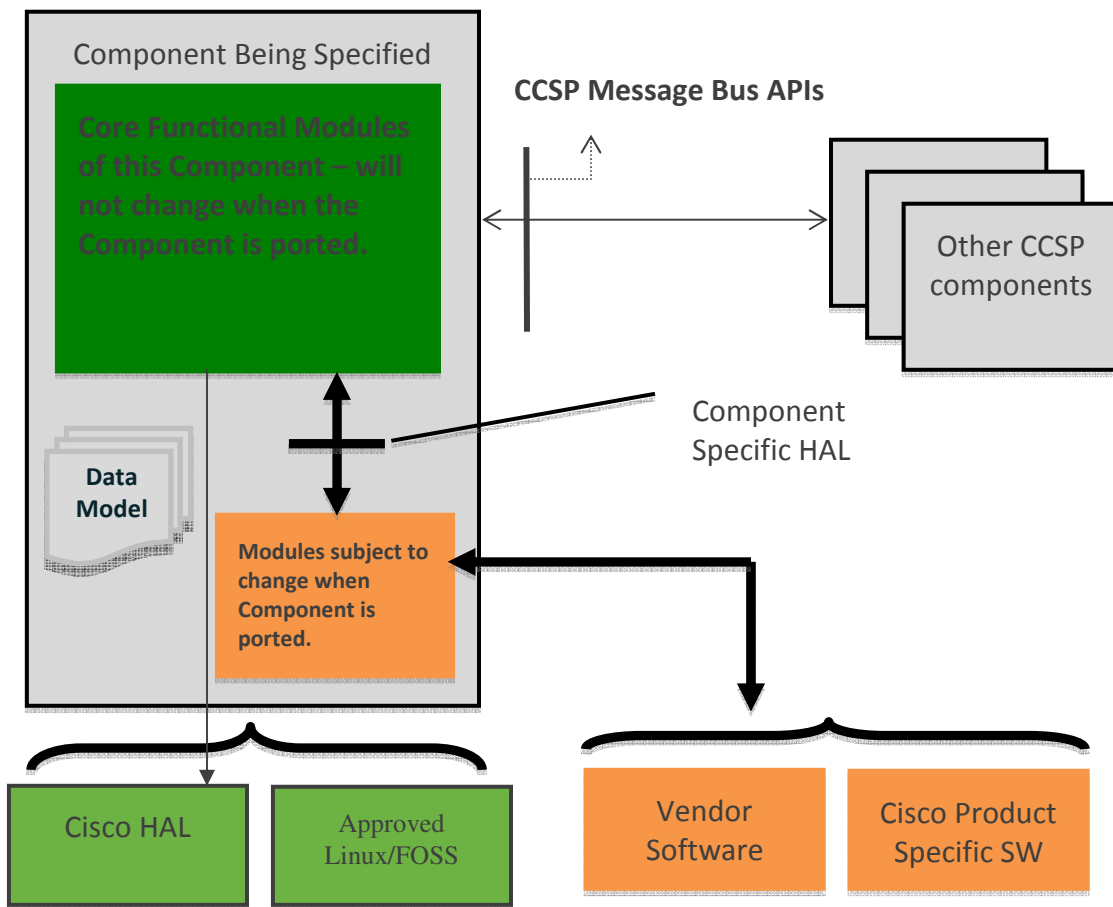 Component Being Specified
Core Functional Modules
of this Component – will
not change when the
Component is ported.
CCSP Message Bus APIs
Other CCSP
components
Component
Specific HAL
Data
Model
Modules subject to
change when
Component is
ported.
Cisco HAL
Approved
Linux/FOSS
Vendor
Software
Cisco Product
Specific SW